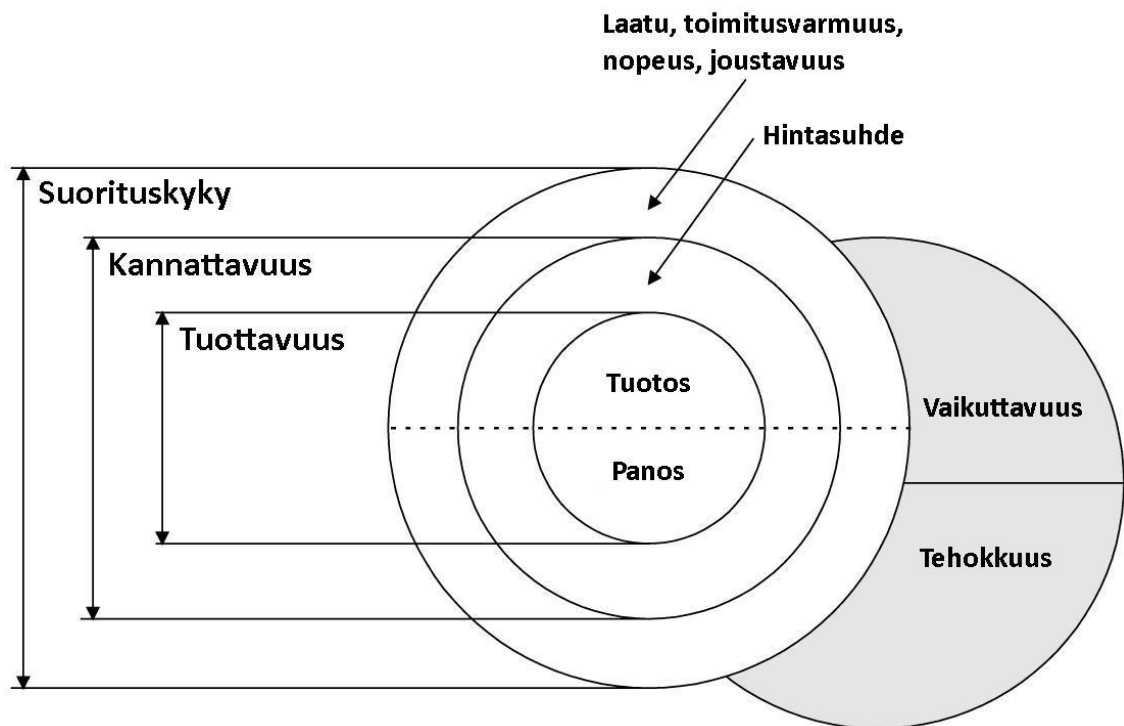 Laatu, toimitusvarmuus,
nopeus, joustavuus
Hintasuhde
Suorituskyky
Kannattavuus
Tuottavuus
Tuotos
Vaikuttavuus
Panos
Tehokkuus